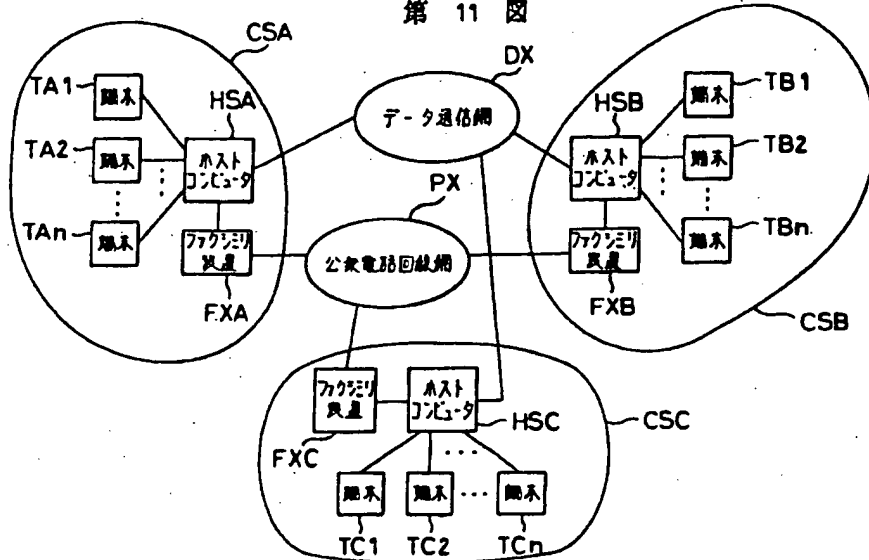 第 11 図
CSA
DX
TA1
端末
HSA
データ通信網
HSB
端末
TB1
TA2
端末
ホスト
コンピュータ
ホスト
コンピュータ
端末
TB2
PX
TAn
端末
ファクシミリ
装置
公衆電話回線網
ファクシミリ
装置
端末
TBn
FXA
FXB
CSB
ファクシミリ
装置
ホスト
コンピュータ
HSC
CSC
FXC
端末
端末
端末
TC1
TC2
TCn